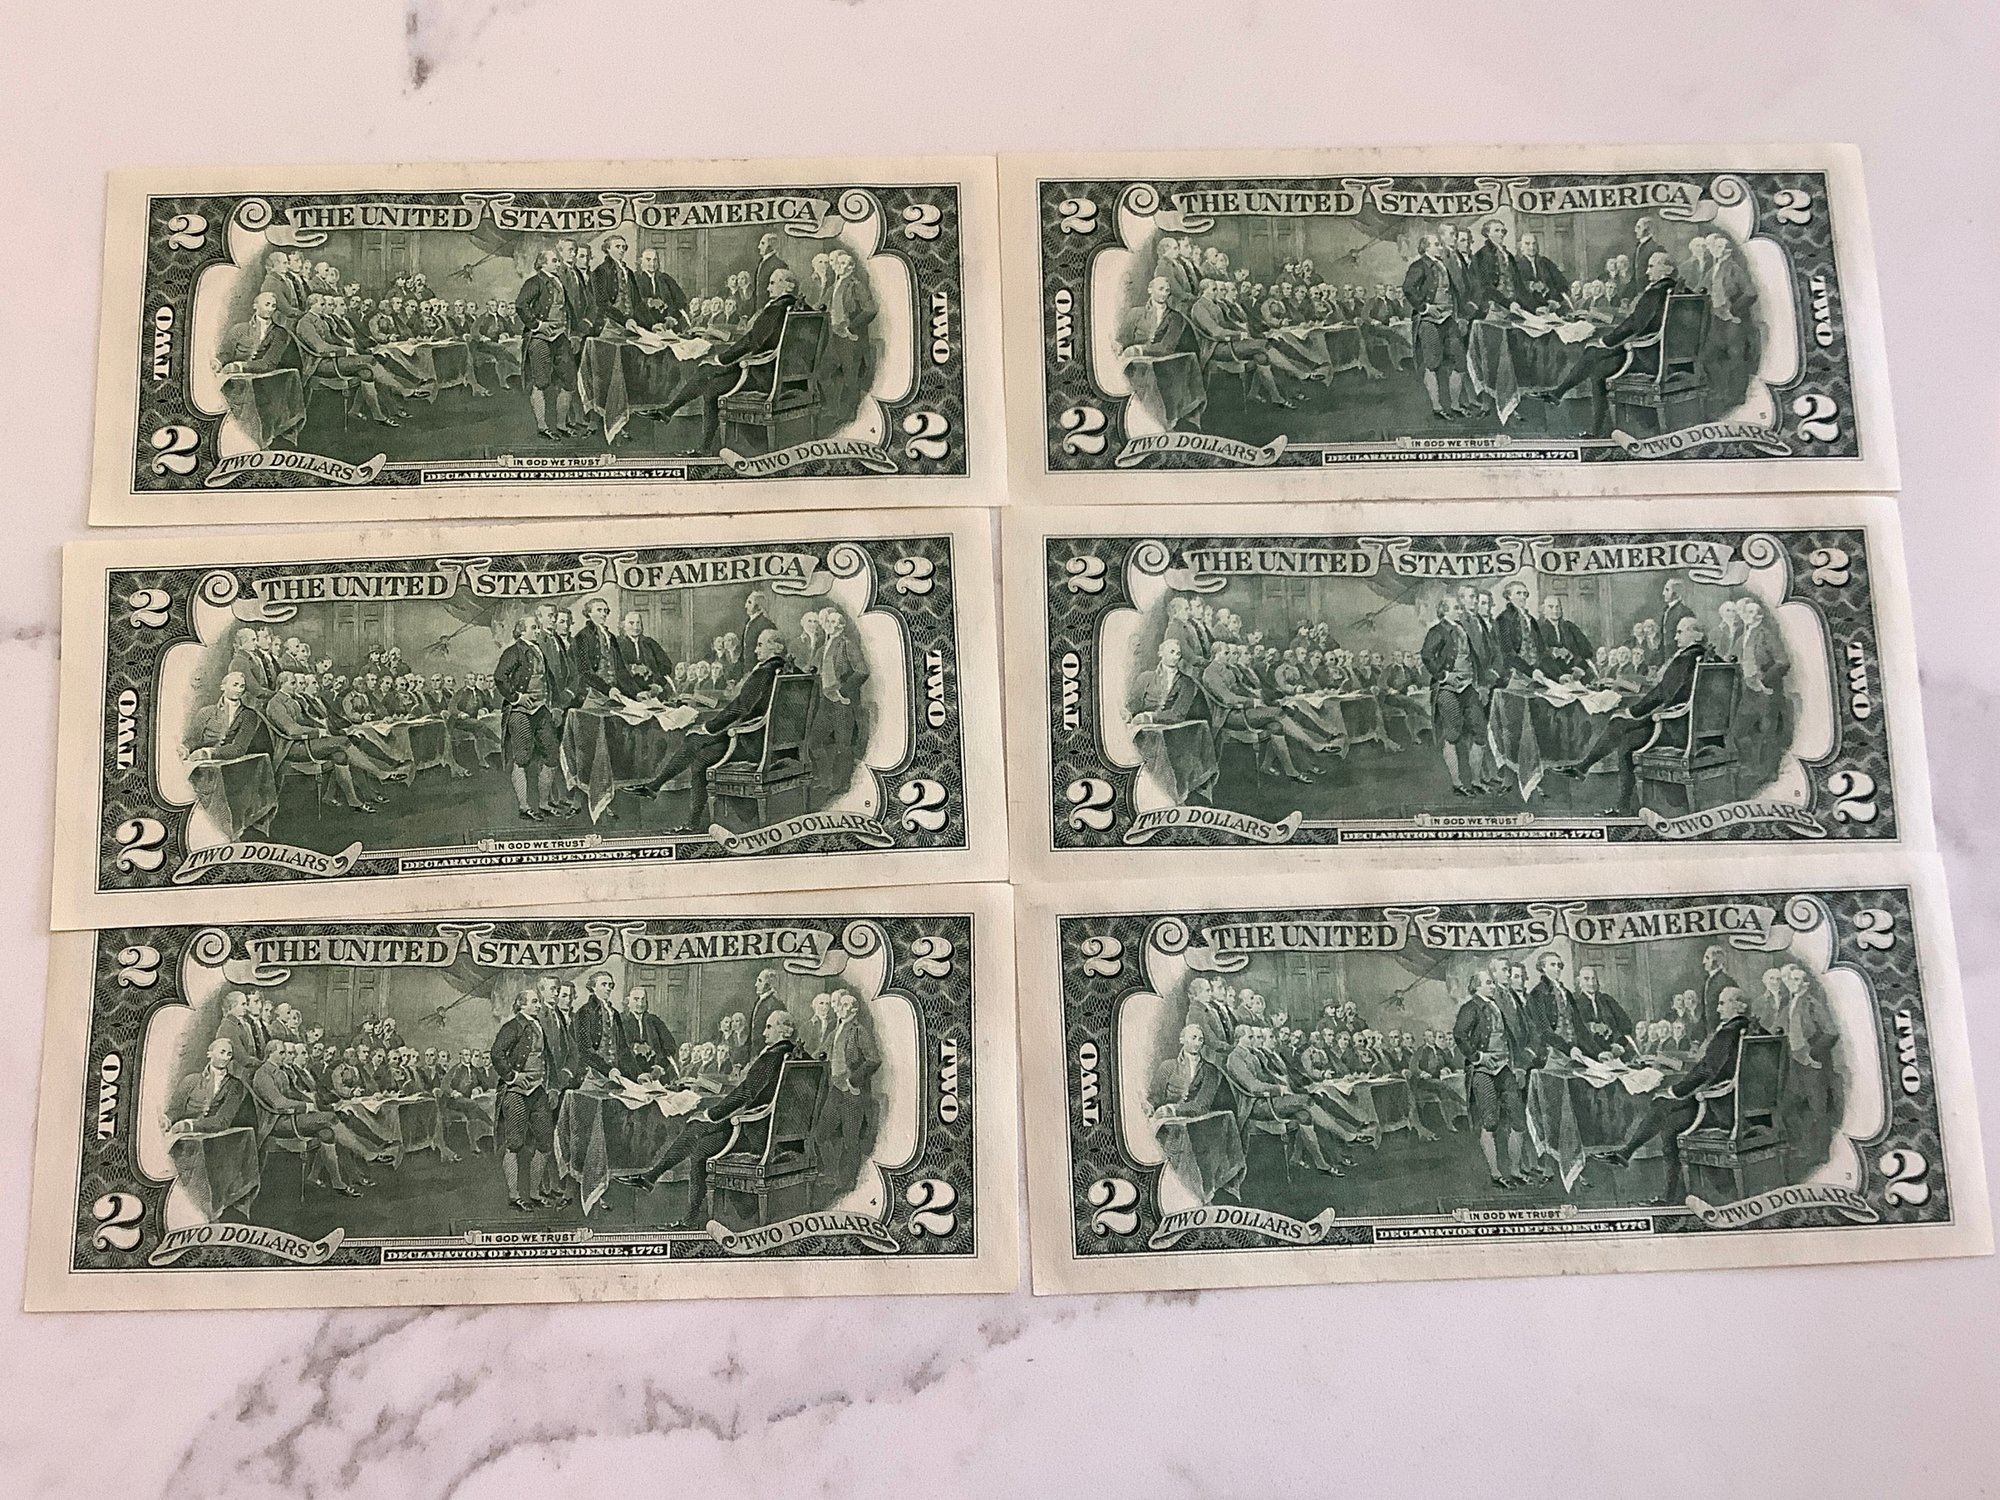 THE UNITED STATES OF AMERICA
2 2
TWO TWO
2 2
4
TWO DOLLARS IN GOD WE TRUST TWO DOLLARS
DECLARATION OF INDEPENDENCE, 1776
THE UNITED STATES OF AMERICA
2 2
TWO TWO
2 2
5
TWO DOLLARS IN GOD WE TRUST TWO DOLLARS
DECLARATION OF INDEPENDENCE, 1776
THE UNITED STATES OF AMERICA
2 2
TWO TWO
2 2
8
TWO DOLLARS IN GOD WE TRUST TWO DOLLARS
DECLARATION OF INDEPENDENCE, 1776
THE UNITED STATES OF AMERICA
2 2
TWO TWO
2 2
8
TWO DOLLARS IN GOD WE TRUST TWO DOLLARS
DECLARATION OF INDEPENDENCE, 1776
THE UNITED STATES OF AMERICA
2 2
TWO TWO
2 2
4
TWO DOLLARS IN GOD WE TRUST TWO DOLLARS
DECLARATION OF INDEPENDENCE, 1776
THE UNITED STATES OF AMERICA
2 2
TWO TWO
2 2
3
TWO DOLLARS IN GOD WE TRUST TWO DOLLARS
DECLARATION OF INDEPENDENCE, 1776